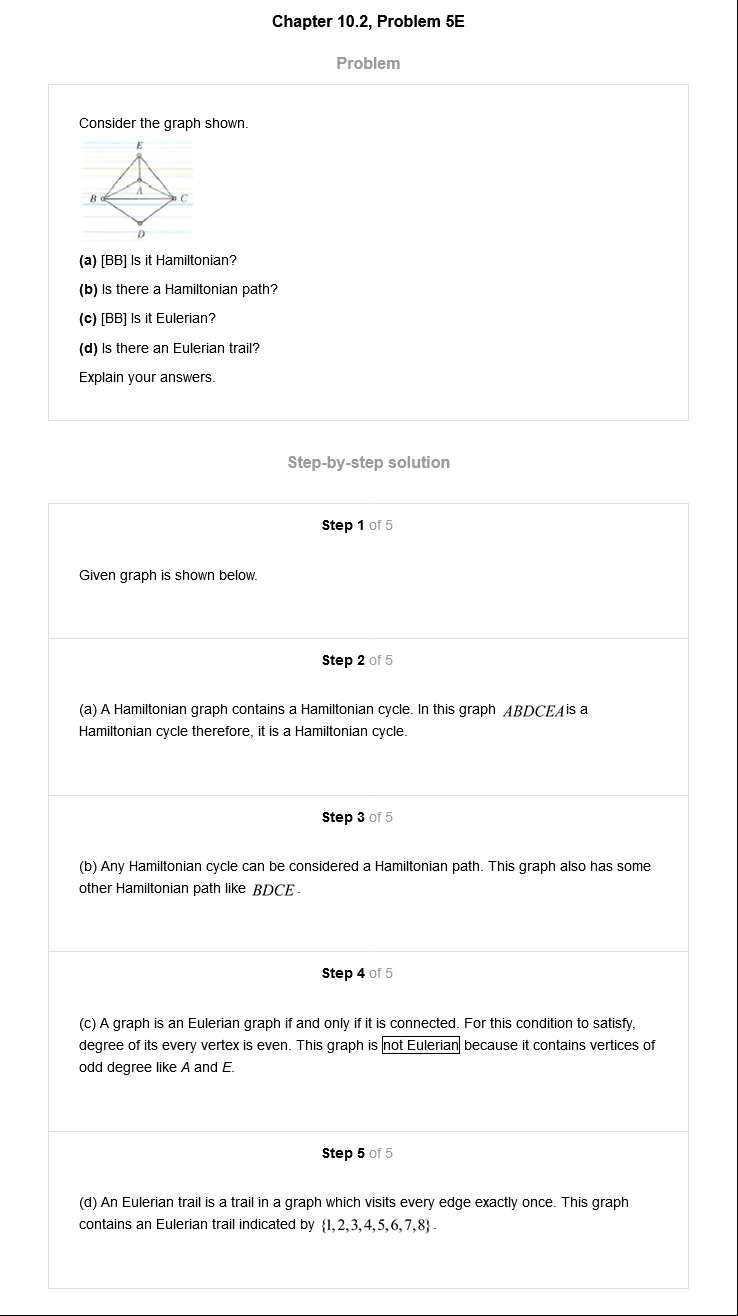 Chapter 10.2, Problem 5E
Problem
Consider the graph shown.
E
A
B
C
D
(a) [BB] Is it Hamiltonian?
(b) Is there a Hamiltonian path?
(c) [BB] Is it Eulerian?
(d) Is there an Eulerian trail?
Explain your answers.
Step-by-step solution
Step 1 of 5
Given graph is shown below.
Step 2 of 5
(a) A Hamiltonian graph contains a Hamiltonian cycle. In this graph ABDCEA is a
Hamiltonian cycle therefore, it is a Hamiltonian cycle.
Step 3 of 5
(b) Any Hamiltonian cycle can be considered a Hamiltonian path. This graph also has some
other Hamiltonian path like BDCE.
Step 4 of 5
(c) A graph is an Eulerian graph if and only if it is connected. For this condition to satisfy,
degree of its every vertex is even. This graph is not Eulerian because it contains vertices of
odd degree like A and E.
Step 5 of 5
(d) An Eulerian trail is a trail in a graph which visits every edge exactly once. This graph
contains an Eulerian trail indicated by {1,2,3,4,5,6,7,8}.